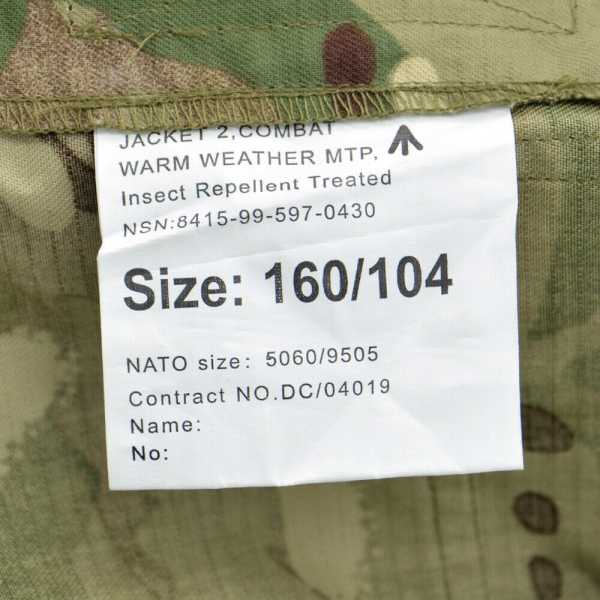 JACKET 2,COMBAT
WARM WEATHER MTP,
Insect Repellent Treated
NSN:8415-99-597-0430
Size: 160/104
NATO size: 5060/9505
Contract NO.DC/04019
Name:
No: